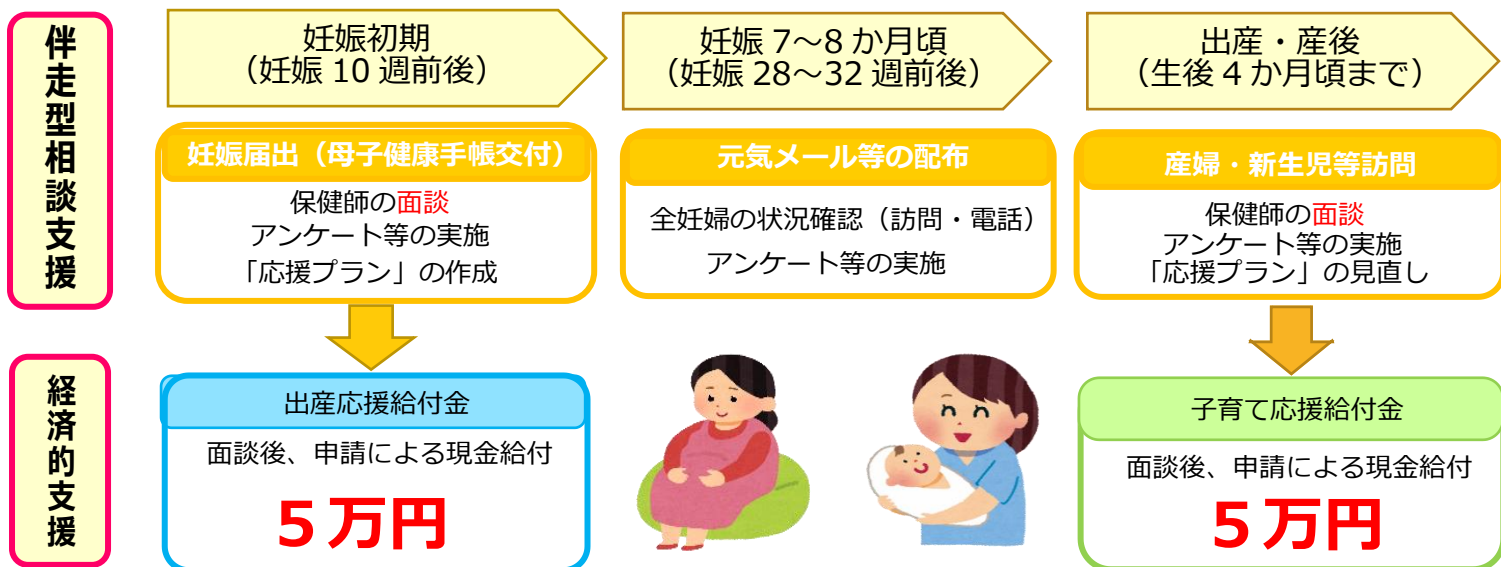 伴走型相談支援
妊娠初期
（妊娠 10 週前後）
妊娠 7～8 か月頃
（妊娠 28～32 週前後）
出産・産後
（生後 4 か月頃まで）
妊娠届出（母子健康手帳交付）
保健師の面談
アンケート等の実施
「応援プラン」の作成
元気メール等の配布
全妊婦の状況確認（訪問・電話）
アンケート等の実施
産婦・新生児等訪問
保健師の面談
アンケート等の実施
「応援プラン」の見直し
経済的支援
出産応援給付金
面談後、申請による現金給付
５万円
子育て応援給付金
面談後、申請による現金給付
５万円